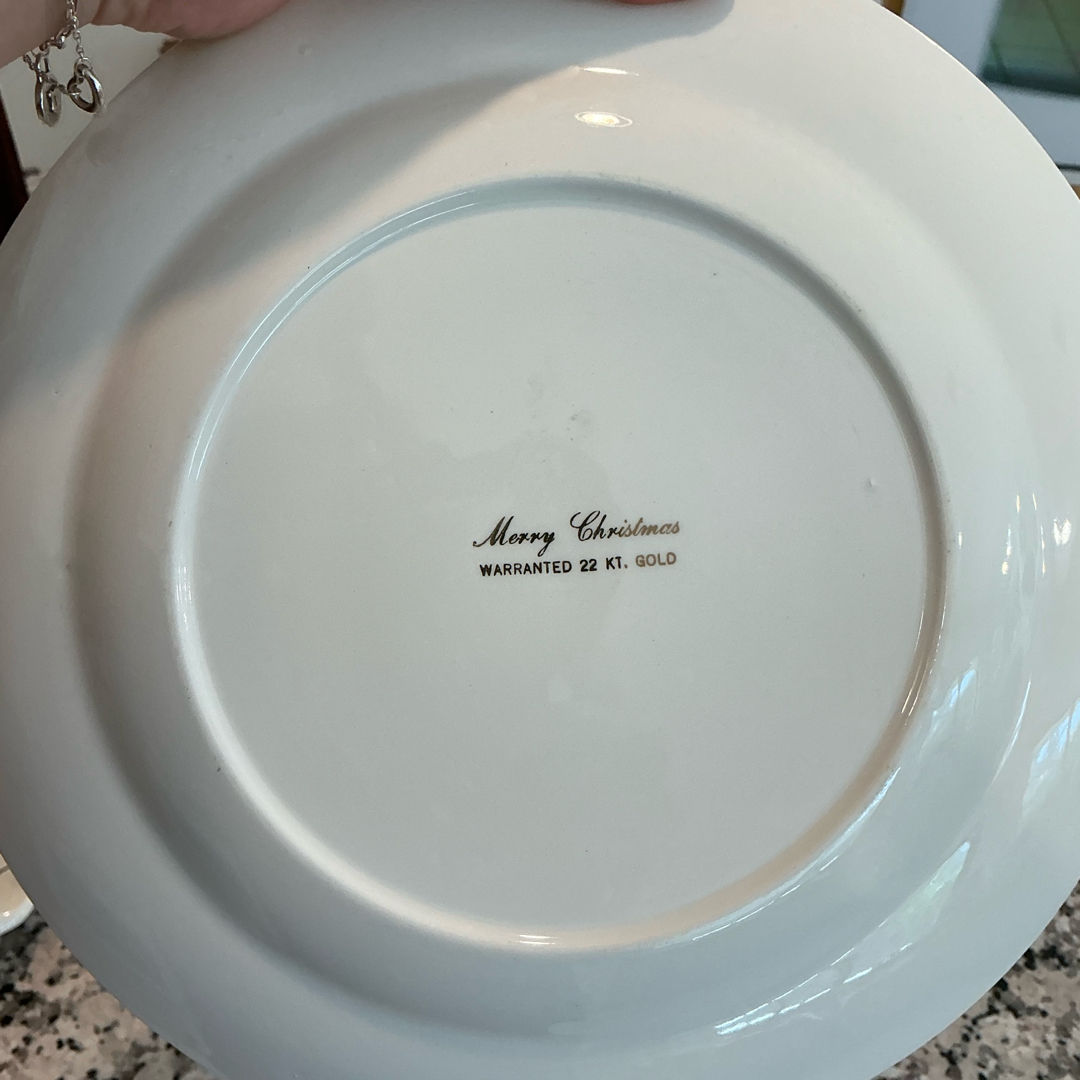 Merry Christmas
WARRANTED 22 KT. GOLD